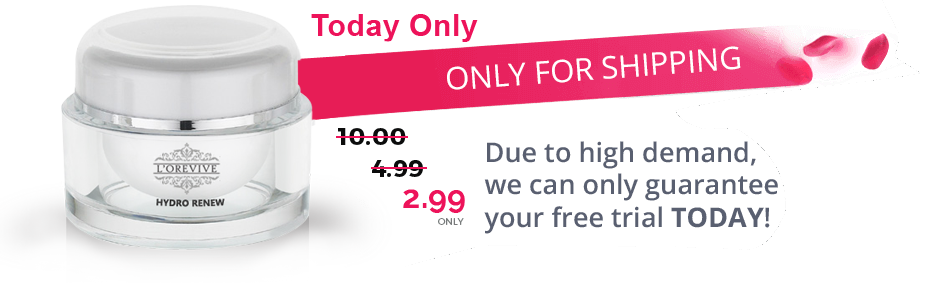 Today Only
ONLY FOR SHIPPING
10.00
4.99
2.99
ONLY
Due to high demand,
we can only guarantee
your free trial TODAY!
L'OREVIVE
HYDRO RENEW